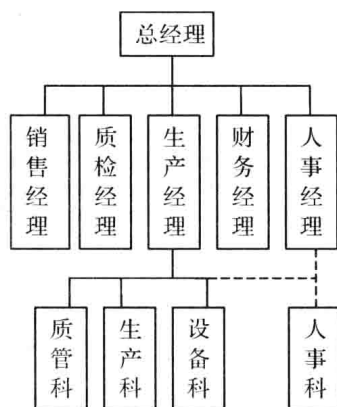 总经理
销售经理
质检经理
生产经理
财务经理
人事经理
质管科
生产科
设备科
人事科